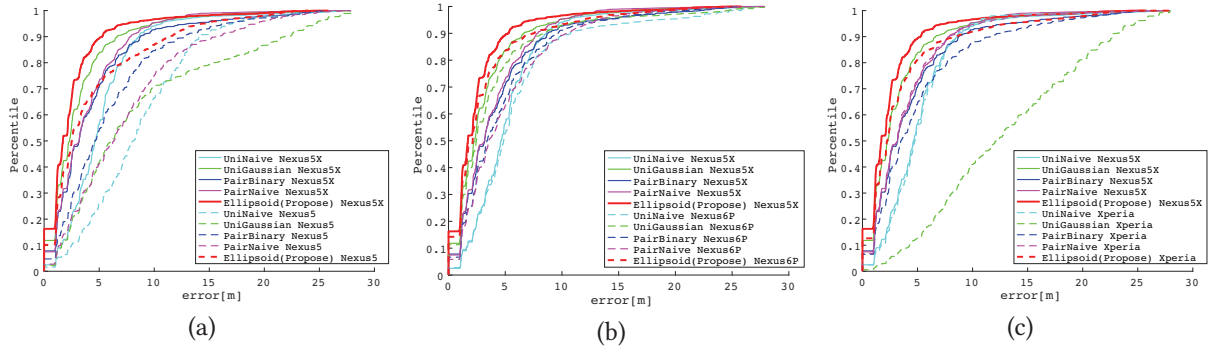 Percentile
1
0.9
0.8
0.7
0.6
0.5
0.4
0.3
0.2
0.1
0
0 5 10 15 20 25 30
error[m]
UniNaive Nexus5X
UniGaussian Nexus5X
PairBinary Nexus5X
PairNaive Nexus5X
Ellipsoid(Propose) Nexus5X
UniNaive Nexus5
UniGaussian Nexus5
PairBinary Nexus5
PairNaive Nexus5
Ellipsoid(Propose) Nexus5
(a)
Percentile
1
0.9
0.8
0.7
0.6
0.5
0.4
0.3
0.2
0.1
0
0 5 10 15 20 25 30
error[m]
UniNaive Nexus5X
UniGaussian Nexus5X
PairBinary Nexus5X
PairNaive Nexus5X
Ellipsoid(Propose) Nexus5X
UniNaive Nexus6P
UniGaussian Nexus6P
PairBinary Nexus6P
PairNaive Nexus6P
Ellipsoid(Propose) Nexus6P
(b)
Percentile
1
0.9
0.8
0.7
0.6
0.5
0.4
0.3
0.2
0.1
0
0 5 10 15 20 25 30
error[m]
UniNaive Nexus5X
UniGaussian Nexus5X
PairBinary Nexus5X
PairNaive Nexus5X
Ellipsoid(Propose) Nexus5X
UniNaive Xperia
UniGaussian Xperia
PairBinary Xperia
PairNaive Xperia
Ellipsoid(Propose) Xperia
(c)